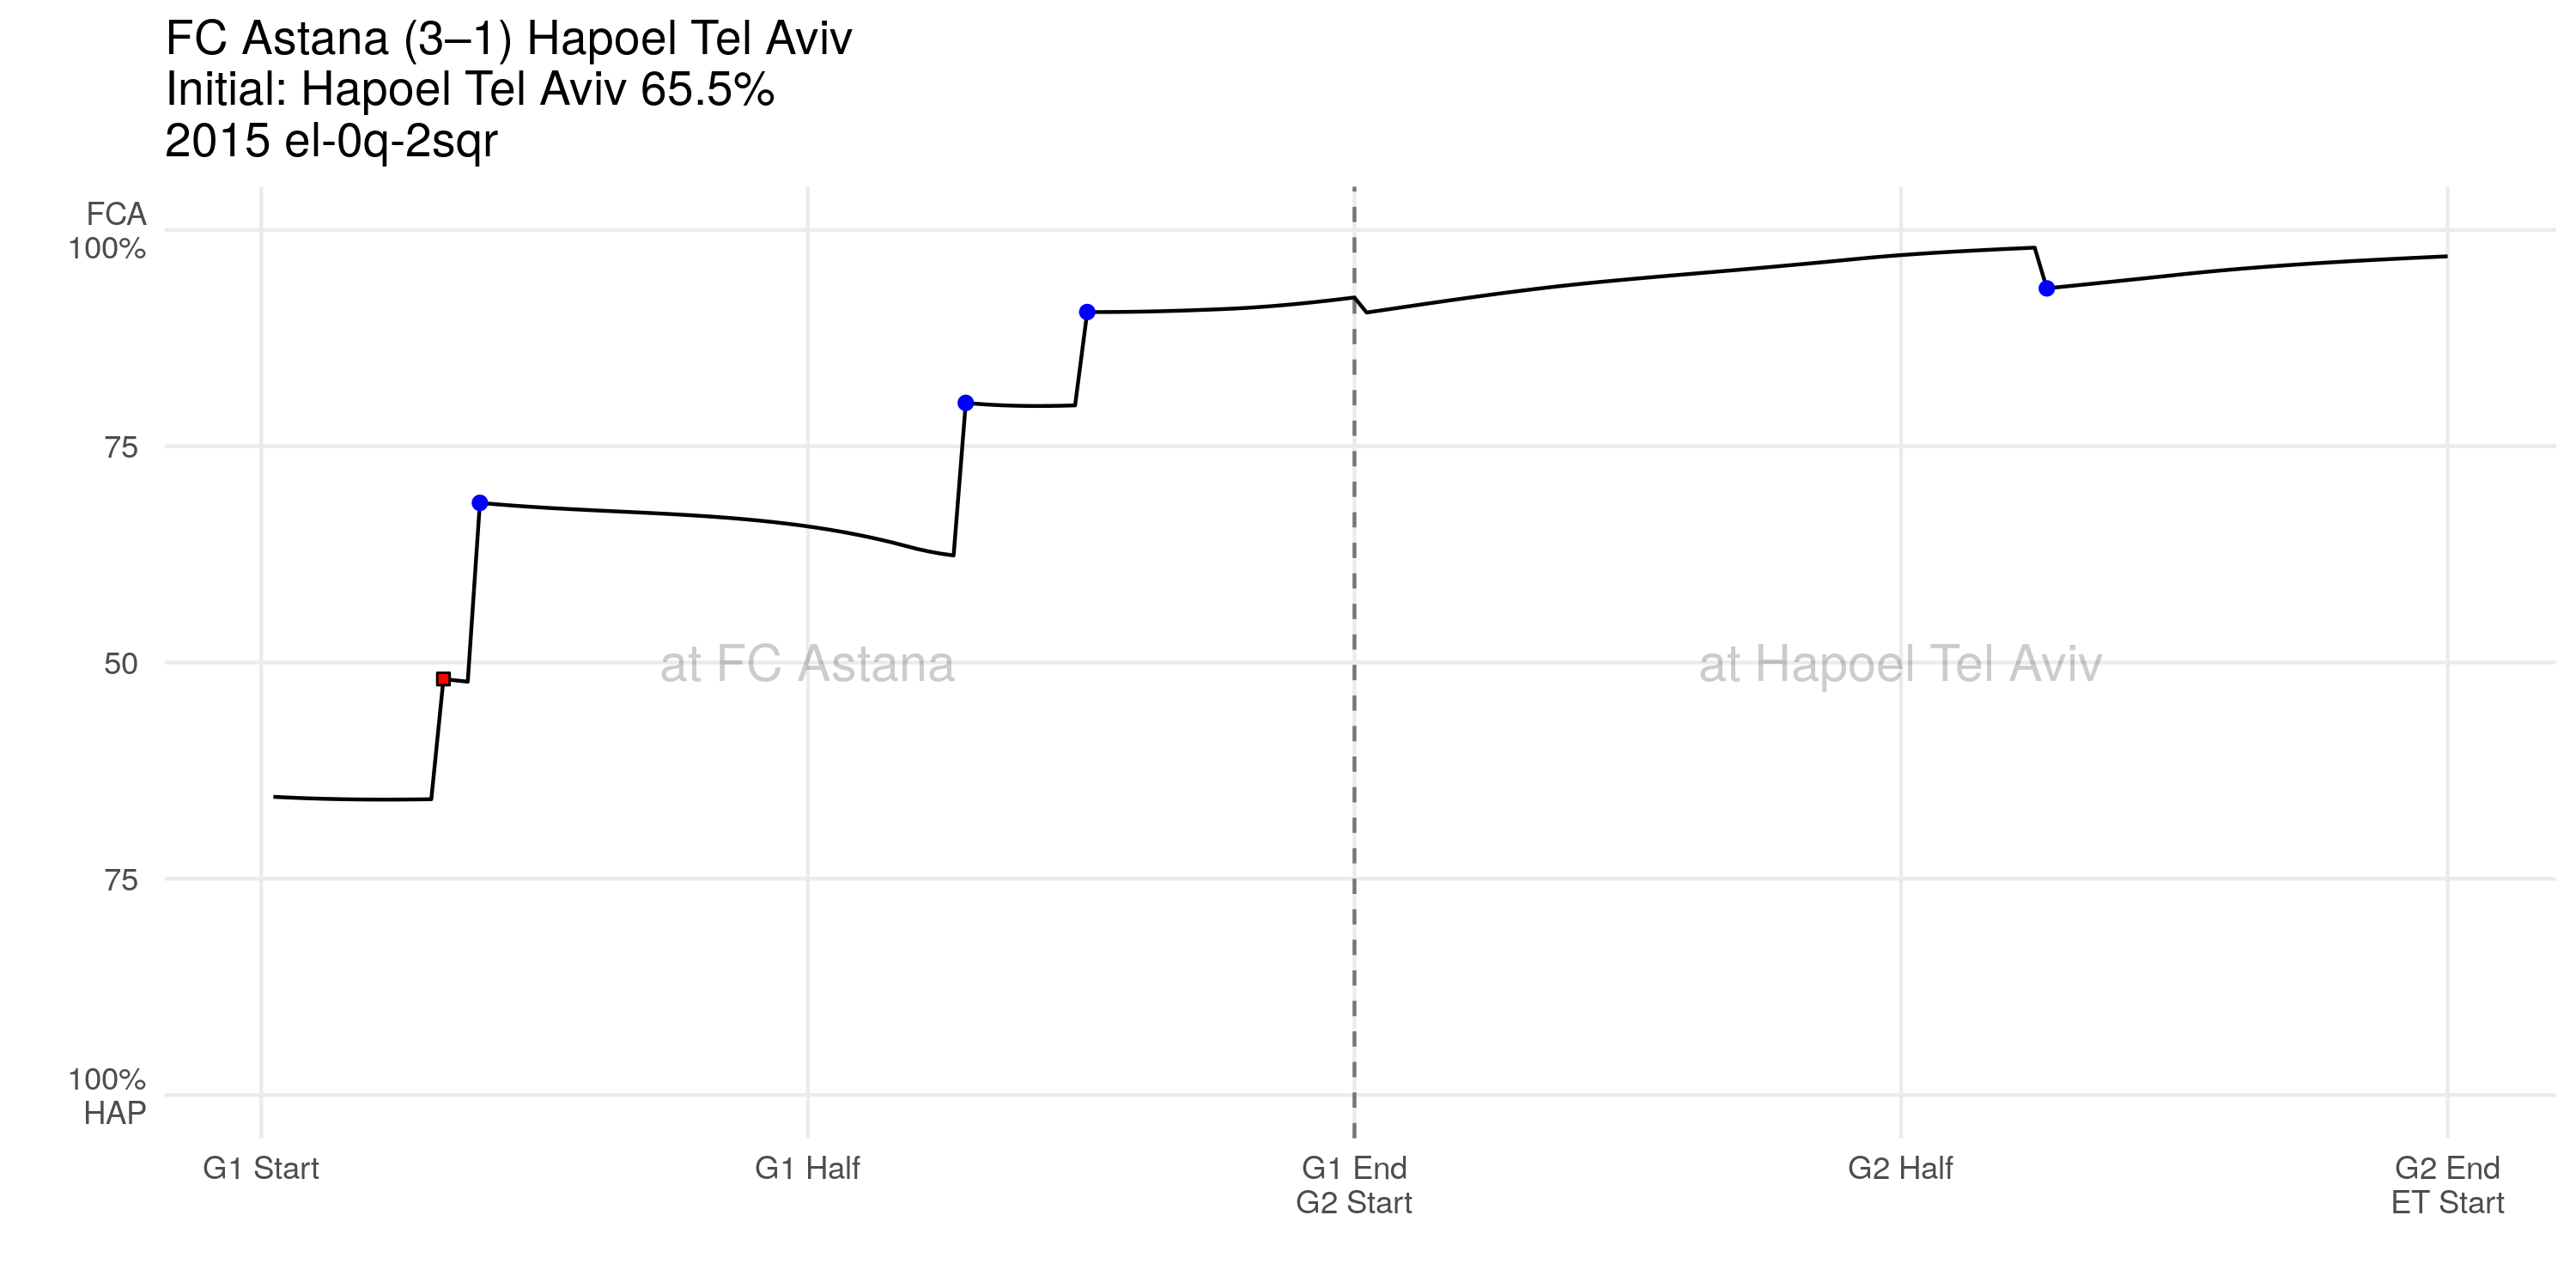 FC Astana (3–1) Hapoel Tel Aviv
Initial: Hapoel Tel Aviv 65.5%
2015 el-0q-2sqr
FCA
100%
75
50
75
100%
HAP
at FC Astana
at Hapoel Tel Aviv
G1 Start
G1 Half
G1 End
G2 Start
G2 Half
G2 End
ET Start